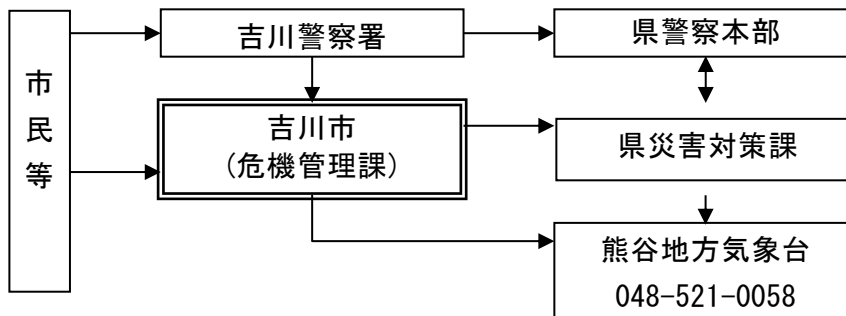 市民等
吉川警察署
県警察本部
吉川市
(危機管理課)
県災害対策課
熊谷地方気象台
048-521-0058